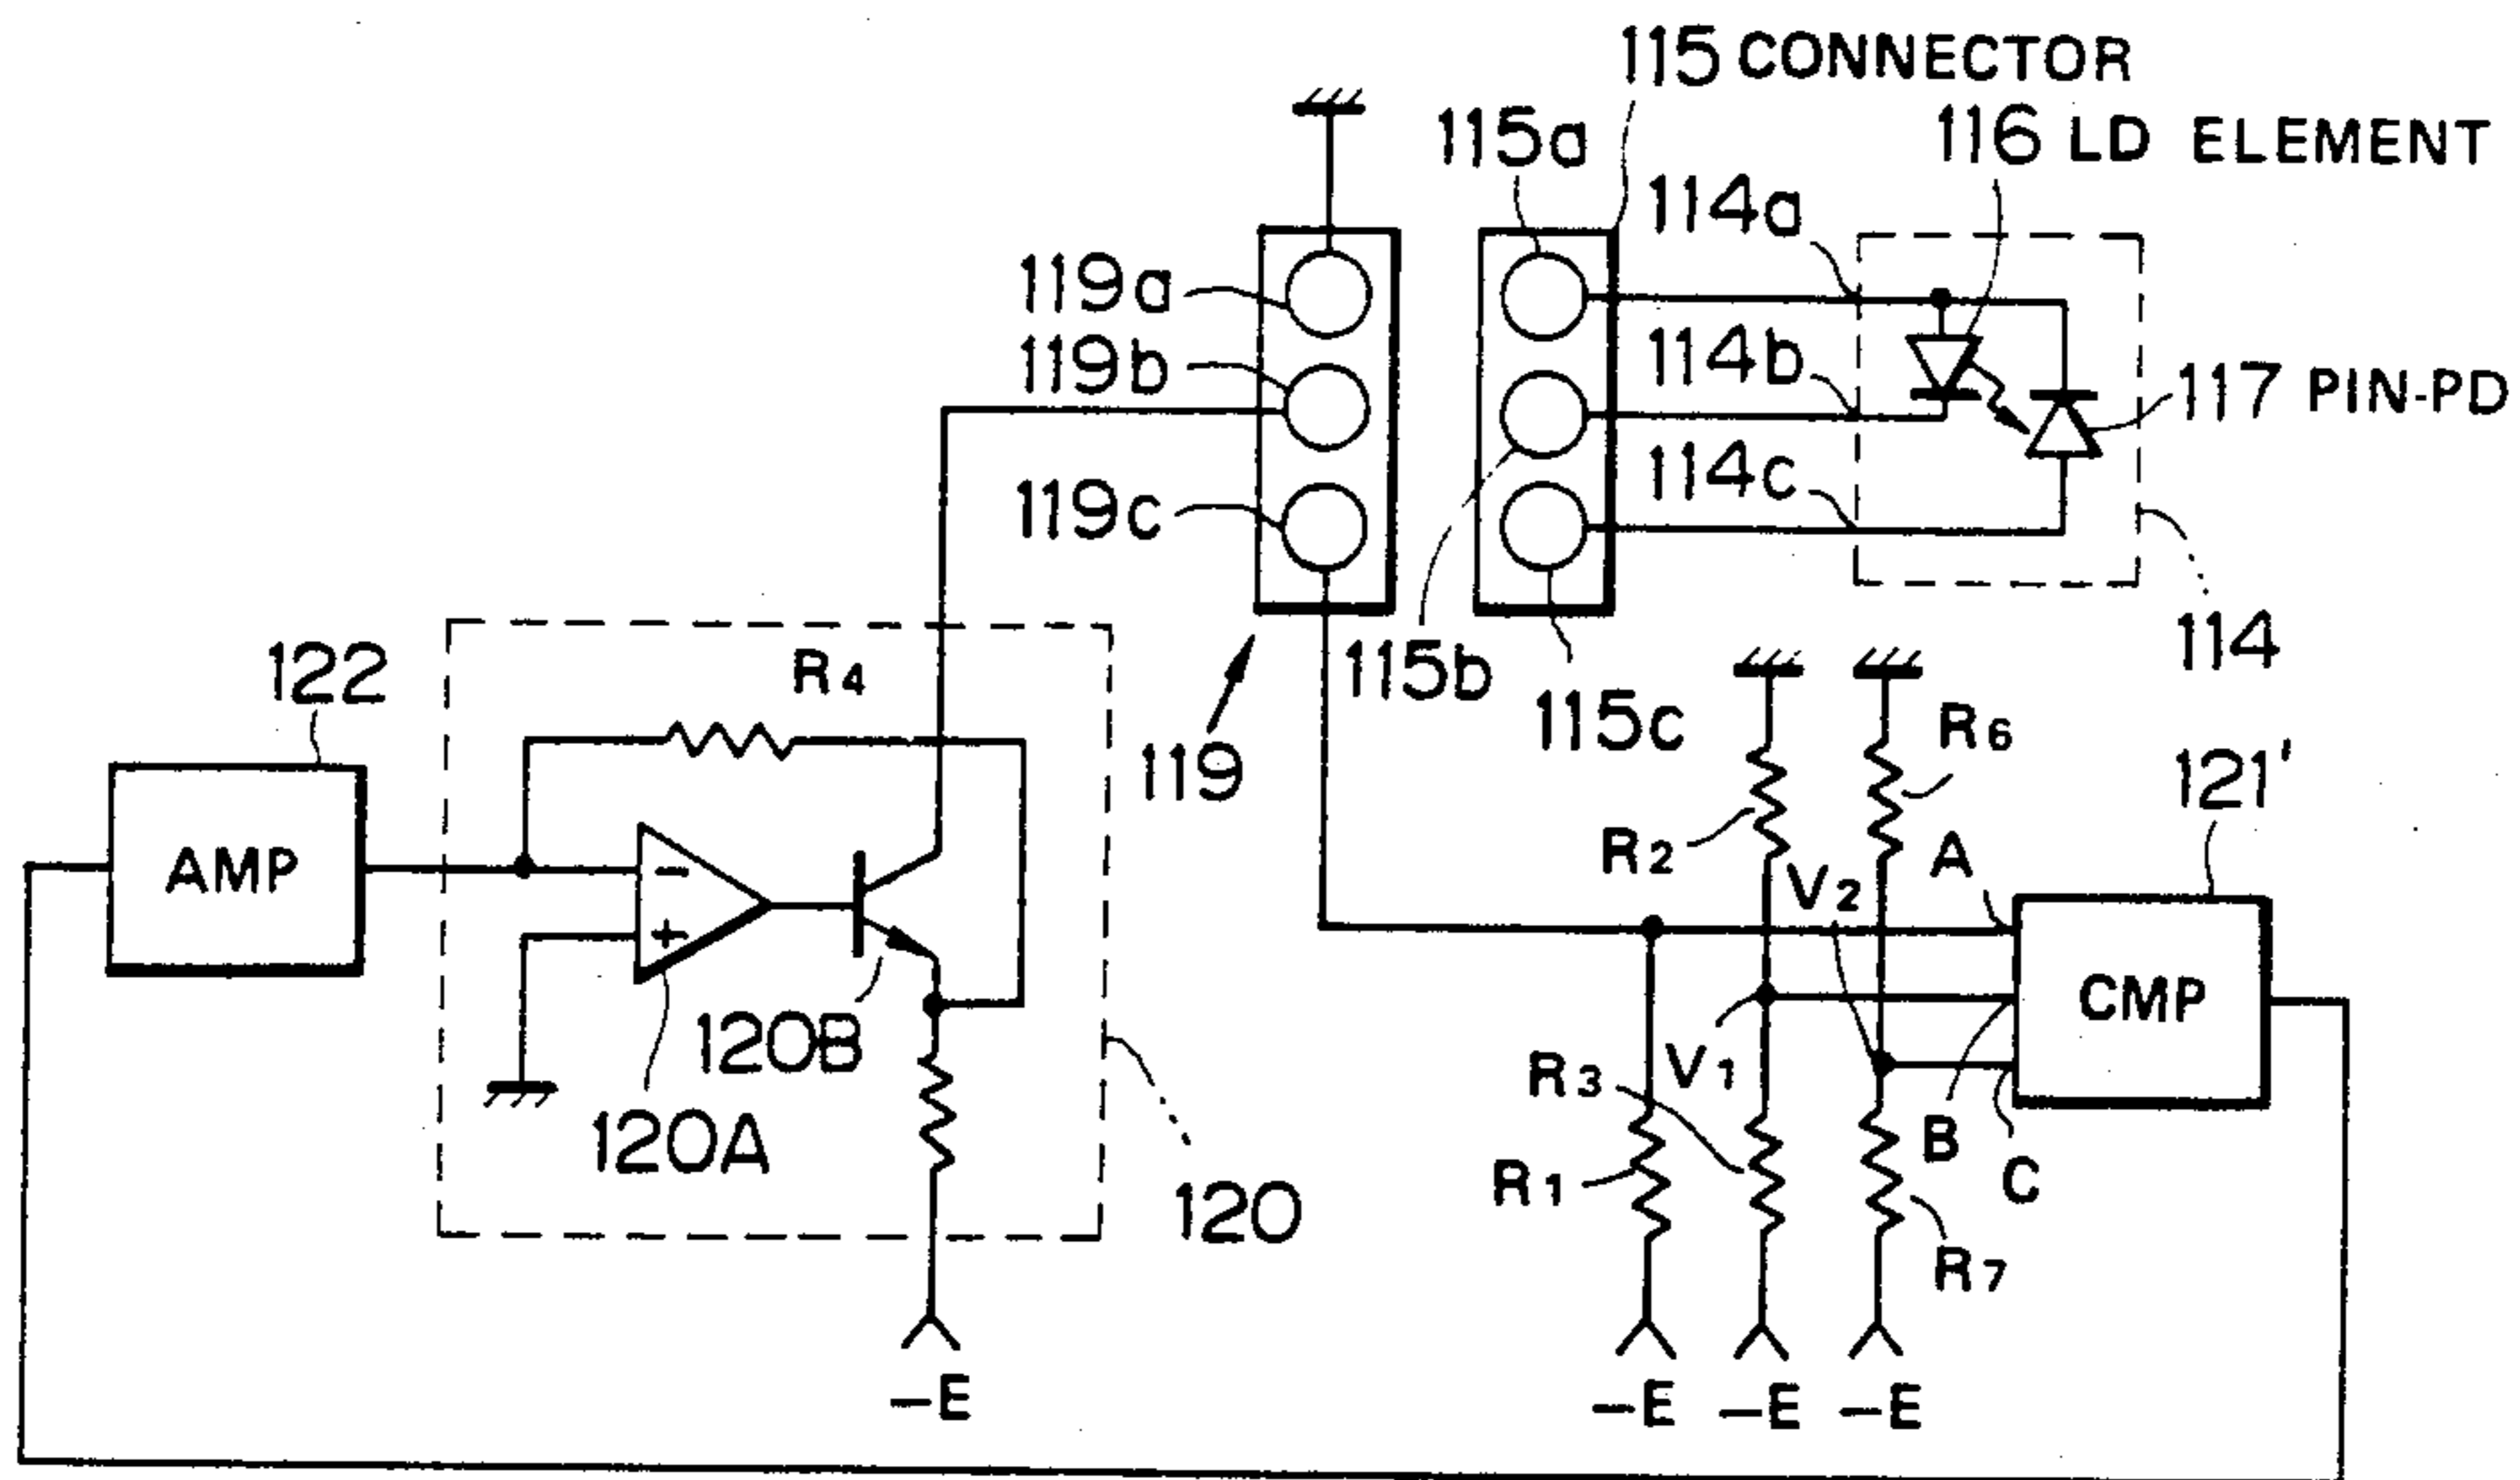 115 CONNECTOR
115a
116 LD ELEMENT
114a
119a
119b
114b
117 PIN-PD
114c
119c
122
R4
115b
114
115c
119
R6
121'
R2
A
V2
AMP
-
+
CMP
120B
V1
R3
120A
B
R1
C
120
R7
-E
-E
-E
-E